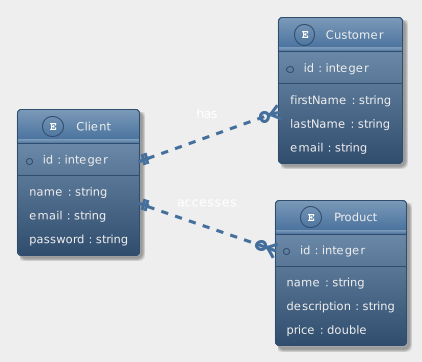 E Client
id : integer
name : string
email : string
password : string
has
accesses
E Customer
id : integer
firstName : string
lastName : string
email : string
E Product
id : integer
name : string
description : string
price : double